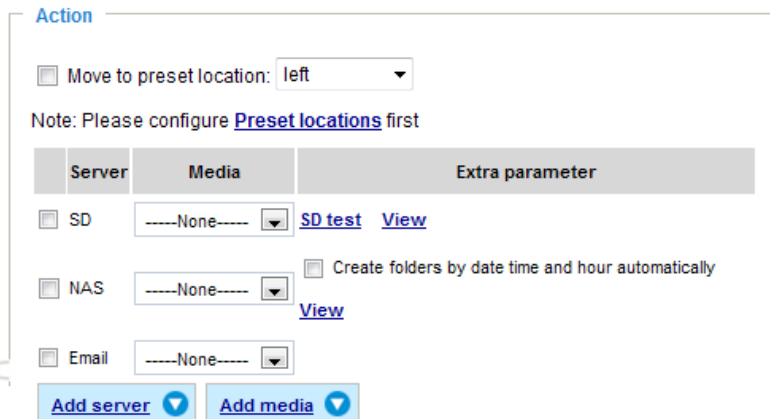 Action
Move to preset location: left
Note: Please configure Preset locations first
Server Media Extra parameter
SD -----None----- SD test View
Create folders by date time and hour automatically
NAS -----None-----
View
Email -----None-----
Add server Add media